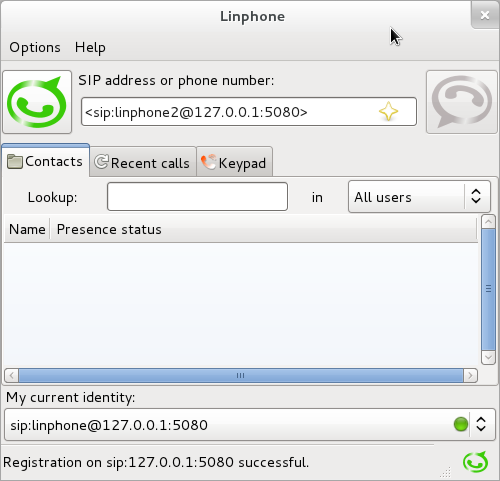 Linphone
Options Help
SIP address or phone number:
<sip:linphone2@127.0.0.1:5080>
Contacts Recent calls Keypad
Lookup: in All users
Name Presence status
My current identity:
sip:linphone@127.0.0.1:5080
Registration on sip:127.0.0.1:5080 successful.